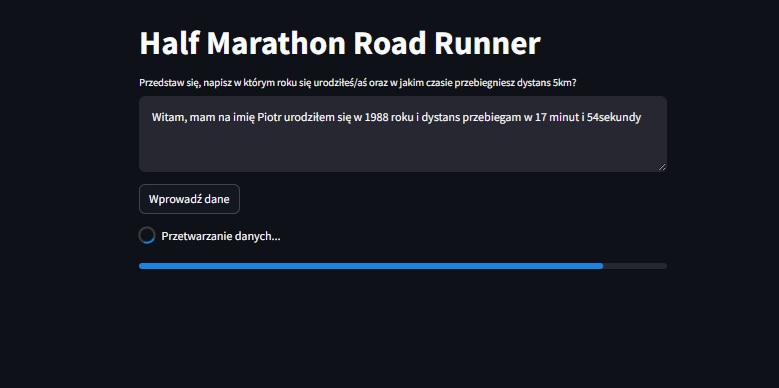 Half Marathon Road Runner
Przedstaw się, napisz w którym roku się urodziłeś/aś oraz w jakim czasie przebiegniesz dystans 5km?
Witam, mam na imię Piotr urodziłem się w 1988 roku i dystans przebiegam w 17 minut i 54sekundy
Wprowadź dane
Przetwarzanie danych...